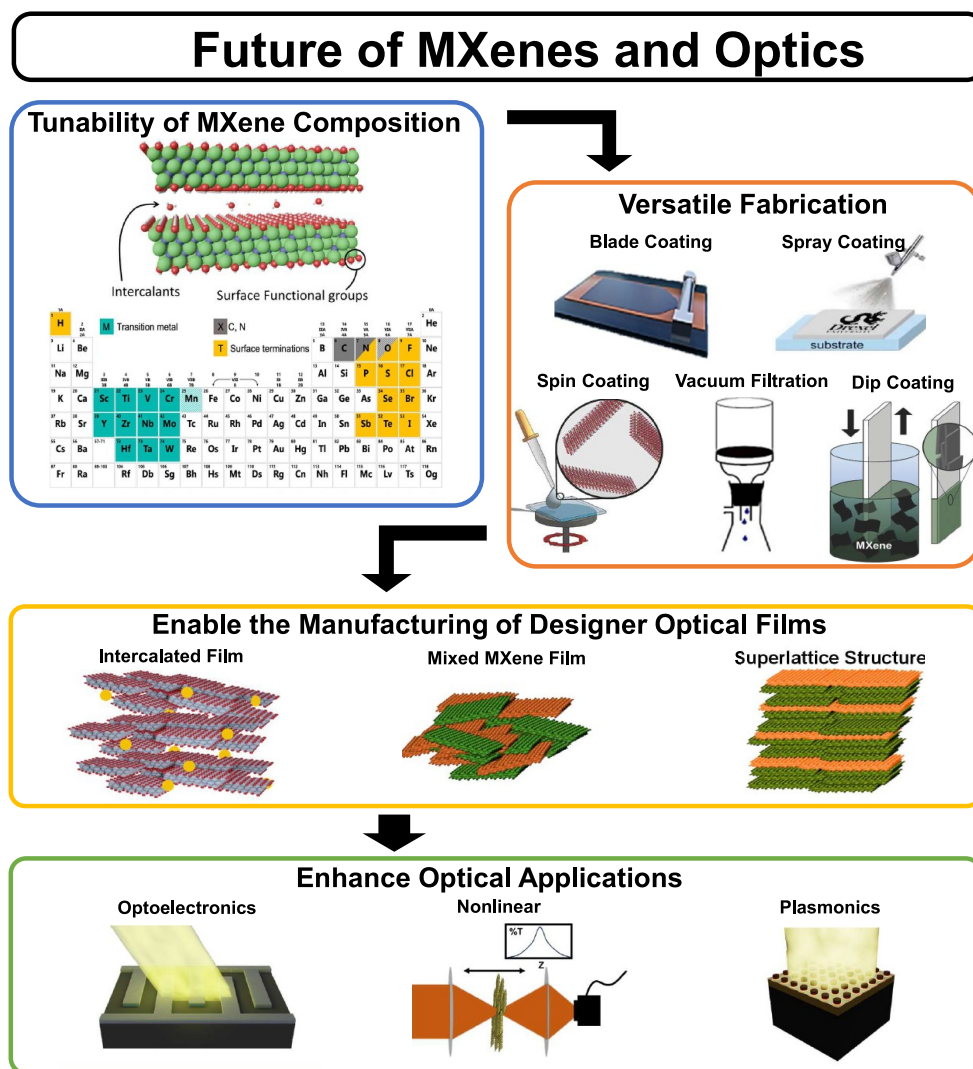 Future of MXenes and Optics
Tunability of MXene Composition
Intercalants
Surface Functional groups
M Transition metal
X C, N
T Surface terminations
H He
Li Be B C N O F Ne
Na Mg Al Si P S Cl Ar
K Ca Sc Ti V Cr Mn Fe Co Ni Cu Zn Ga Ge As Se Br Kr
Rb Sr Y Zr Nb Mo Tc Ru Rh Pd Ag Cd In Sn Sb Te I Xe
Cs Ba Hf Ta W Re Os Ir Pt Au Hg Tl Pb Bi Po At Rn
Fr Ra Rf Db Sg Bh Hs Mt Ds Rg Cn Nh Fl Mc Lv Ts Og
Versatile Fabrication
Blade Coating
Spray Coating
Drexel
substrate
Spin Coating
Vacuum Filtration
Dip Coating
MXene
Enable the Manufacturing of Designer Optical Films
Intercalated Film
Mixed MXene Film
Superlattice Structure
Enhance Optical Applications
Optoelectronics
Nonlinear
Plasmonics
%T
Z